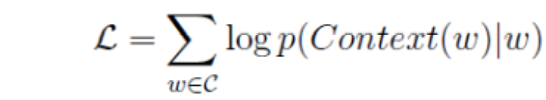 ℒ = ∑_{w∈𝒞} log p(Context(w)|w)